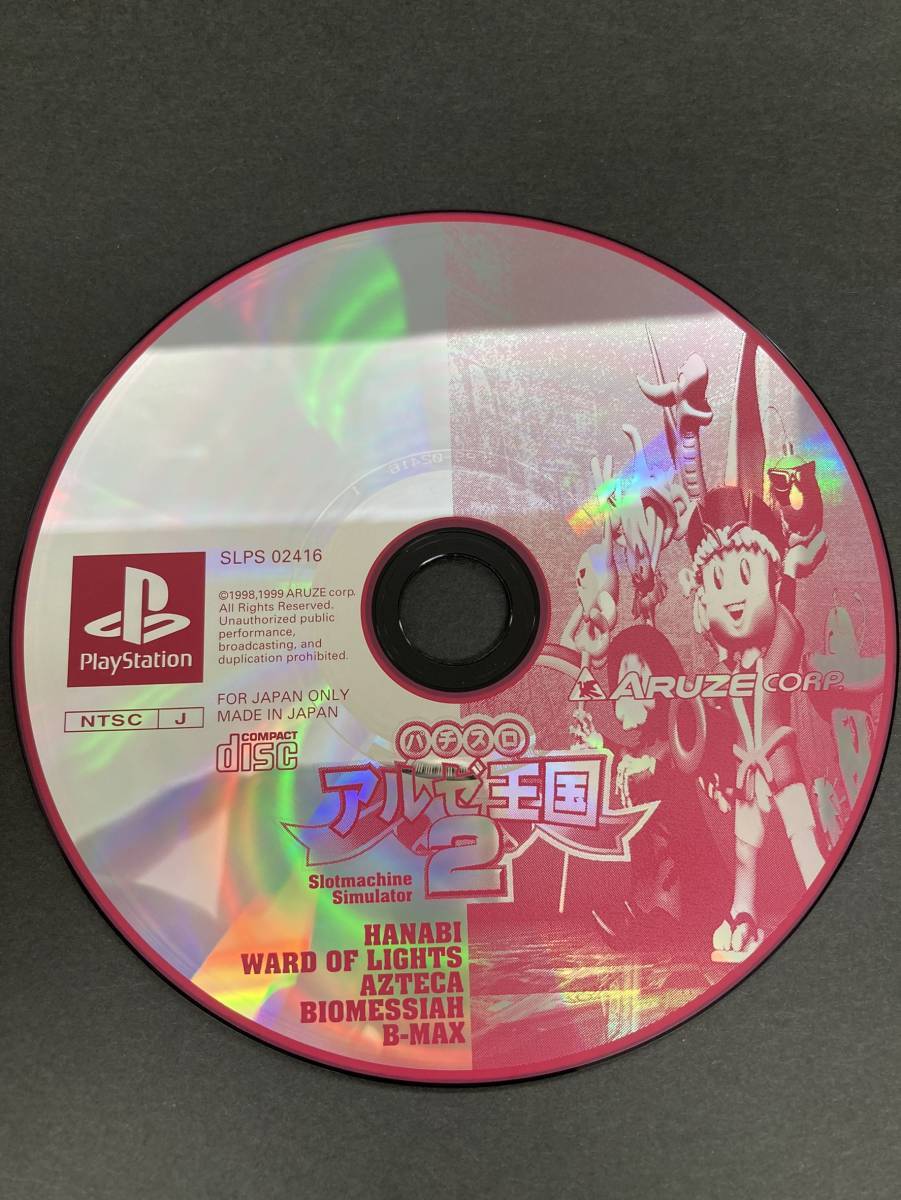 SLPS 02416
©1998,1999 ARUZE corp.
All Rights Reserved.
Unauthorized public
performance,
broadcasting, and
duplication prohibited.
PlayStation
NTSC J
FOR JAPAN ONLY
MADE IN JAPAN
COMPACT
disc
ARUZE CORP.
パチスロ
アルゼ王国
2
Slotmachine
Simulator
HANABI
WARD OF LIGHTS
AZTECA
BIOMESSIAH
B-MAX